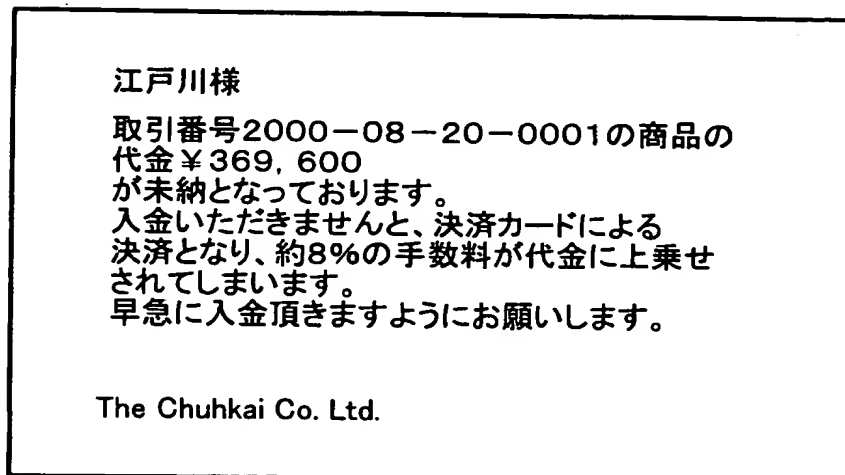 江戸川様
取引番号2000－08－20－0001の商品の
代金￥369，600
が未納となっております。
入金いただきませんと、決済カードによる
決済となり、約8％の手数料が代金に上乗せ
されてしまいます。
早急に入金頂きますようにお願いします。
The Chuhkai Co. Ltd.